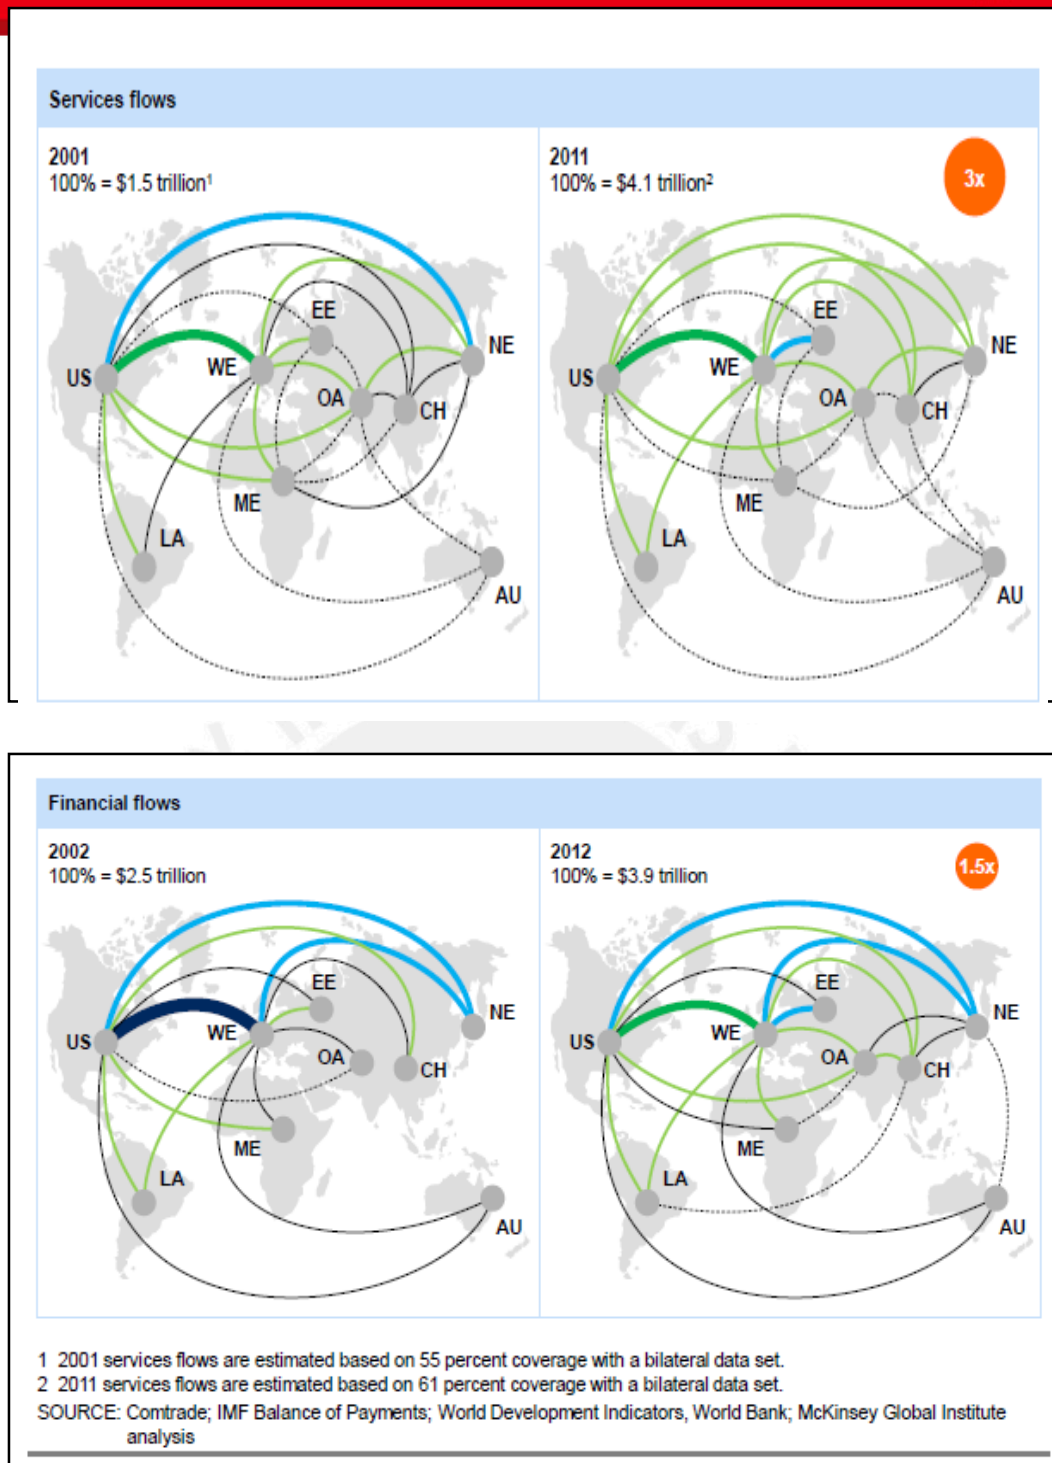 Services flows
2001
100% = $1.5 trillion¹
2011
100% = $4.1 trillion²
3x
EE
NE
WE
US
OA
CH
ME
LA
AU
EE
NE
WE
US
OA
CH
ME
LA
AU
Financial flows
2002
100% = $2.5 trillion
2012
100% = $3.9 trillion
1.5x
EE
NE
WE
US
OA
CH
ME
LA
AU
EE
NE
WE
US
OA
CH
ME
LA
AU
1 2001 services flows are estimated based on 55 percent coverage with a bilateral data set.
2 2011 services flows are estimated based on 61 percent coverage with a bilateral data set.
SOURCE: Comtrade; IMF Balance of Payments; World Development Indicators, World Bank; McKinsey Global Institute
analysis